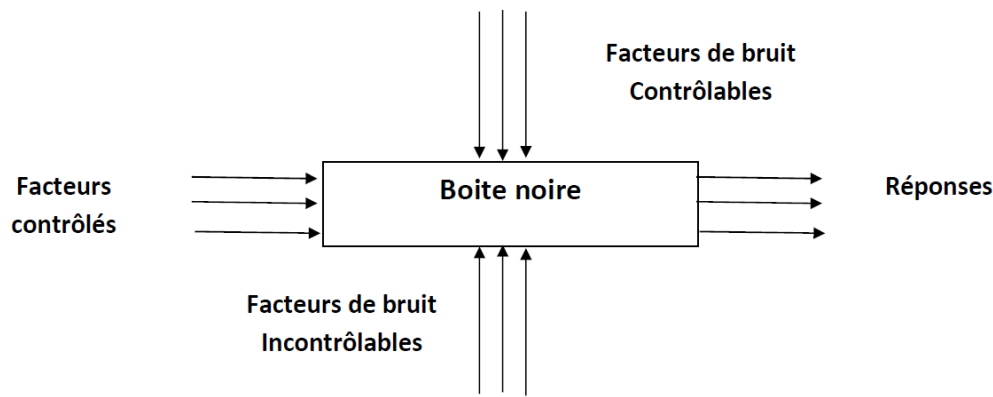 Facteurs de bruit
Contrôlables
Boite noire
Facteurs
contrôlés
Réponses
Facteurs de bruit
Incontrôlables